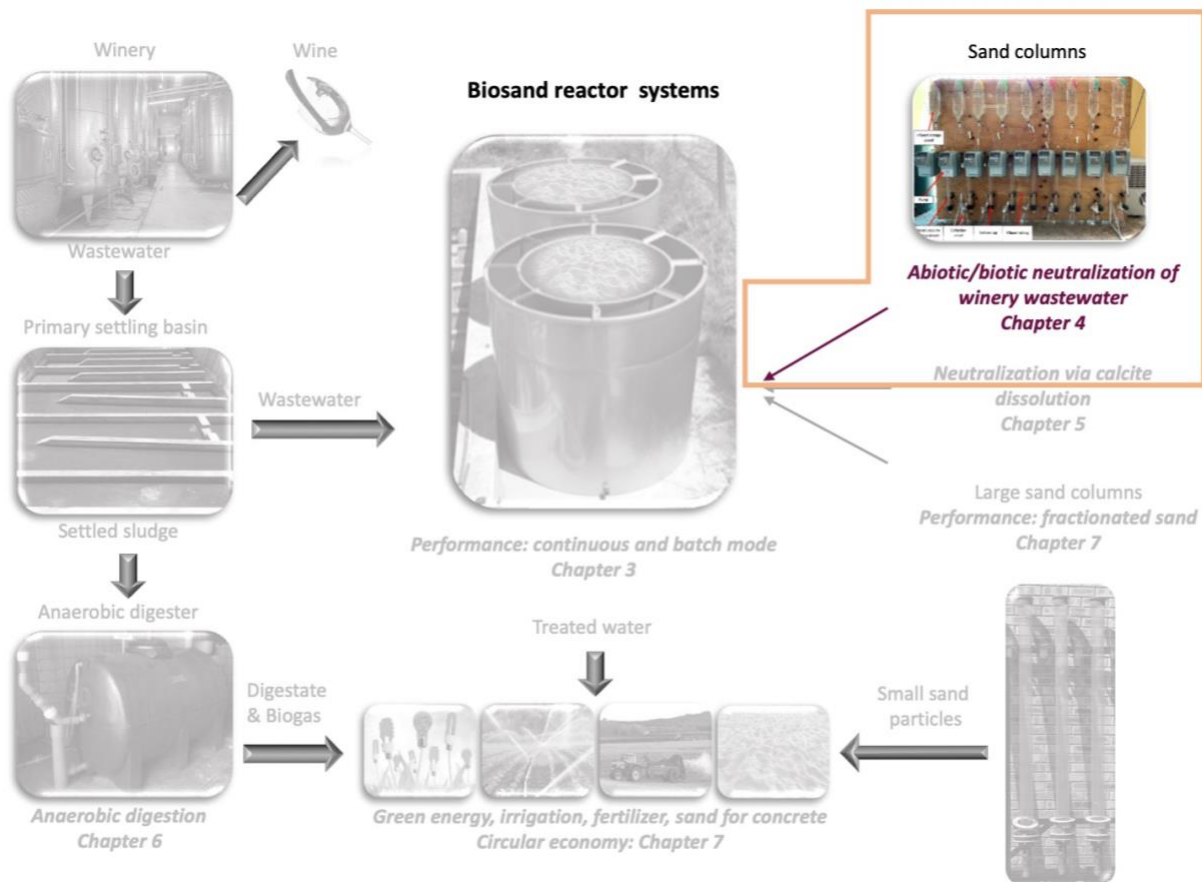 Winery
Wine
Wastewater
Primary settling basin
Wastewater
Settled sludge
Anaerobic digester
Anaerobic digestion
Chapter 6
Digestate
& Biogas
Biosand reactor systems
Performance: continuous and batch mode
Chapter 3
Treated water
Green energy, irrigation, fertilizer, sand for concrete
Circular economy: Chapter 7
Sand columns
Abiotic/biotic neutralization of
winery wastewater
Chapter 4
Neutralization via calcite
dissolution
Chapter 5
Large sand columns
Performance: fractionated sand
Chapter 7
Small sand
particles